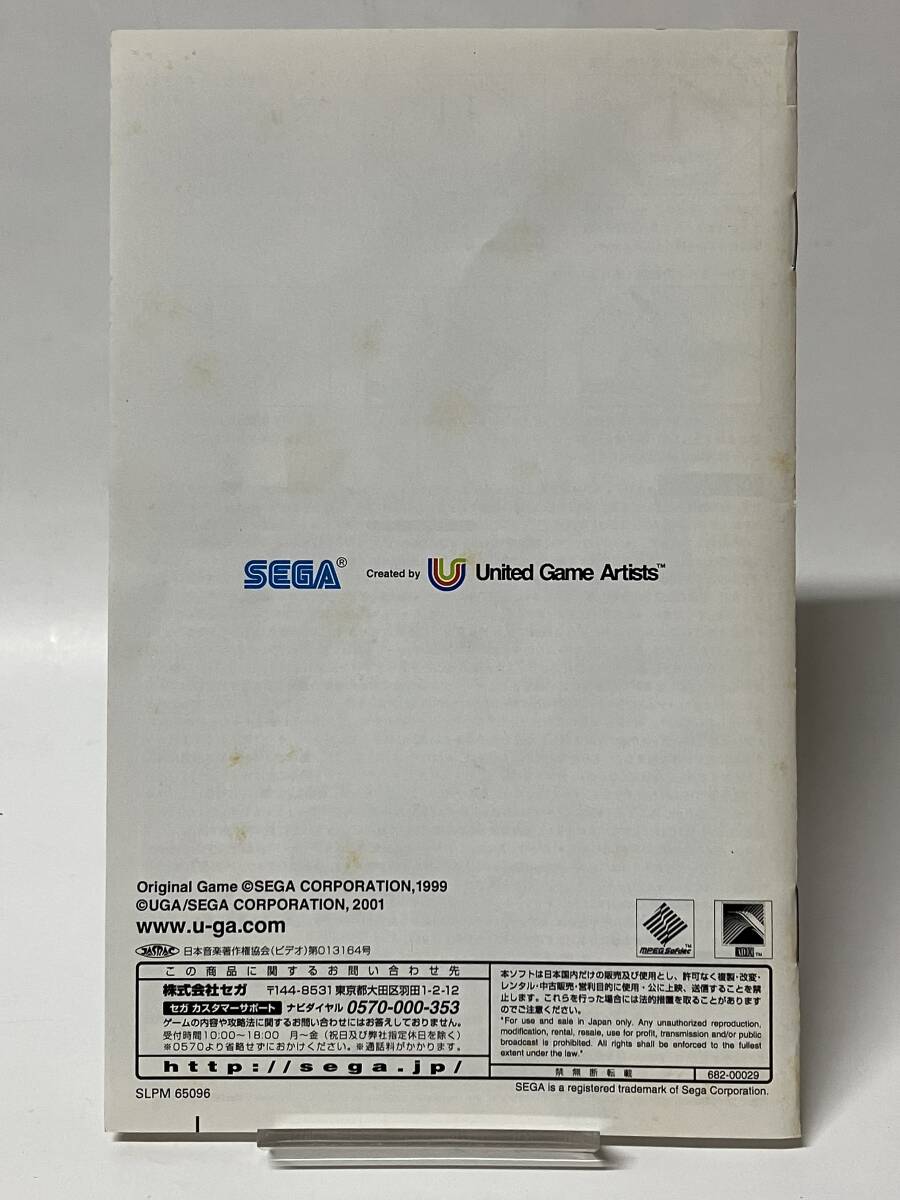 SEGA® Created by United Game Artists™
Original Game ©SEGA CORPORATION,1999
©UGA/SEGA CORPORATION, 2001
www.u-ga.com
MPEG Sofdec™
ADX™
JASRAC 日本音楽著作権協会(ビデオ)第013164号
この商品に関するお問い合わせ先
株式会社セガ 〒144-8531 東京都大田区羽田1-2-12
セガ カスタマーサポート ナビダイヤル 0570-000-353
ゲームの内容や攻略法に関するお問い合わせにはお答えしておりません。
受付時間10:00~18:00 月~金(祝日及び弊社指定休日を除く)
※0570より省略せずにおかけください。※通話料がかかります。
http://sega.jp/
本ソフトは日本国内だけの販売及び使用とし、許可なく複製・改変・
レンタル・中古販売・営利目的に使用・公に上映、送信することを禁
止します。これらを行った場合には法的措置を取ることがあります
のでご注意ください。
"For use and sale in Japan only. Any unauthorized reproduction,
modification, rental, resale, use for profit, transmission and/or public
broadcast is prohibited. All rights shall be enforced to the fullest
extent under the law."
禁無断転載 682-00029
SLPM 65096
SEGA is a registered trademark of Sega Corporation.